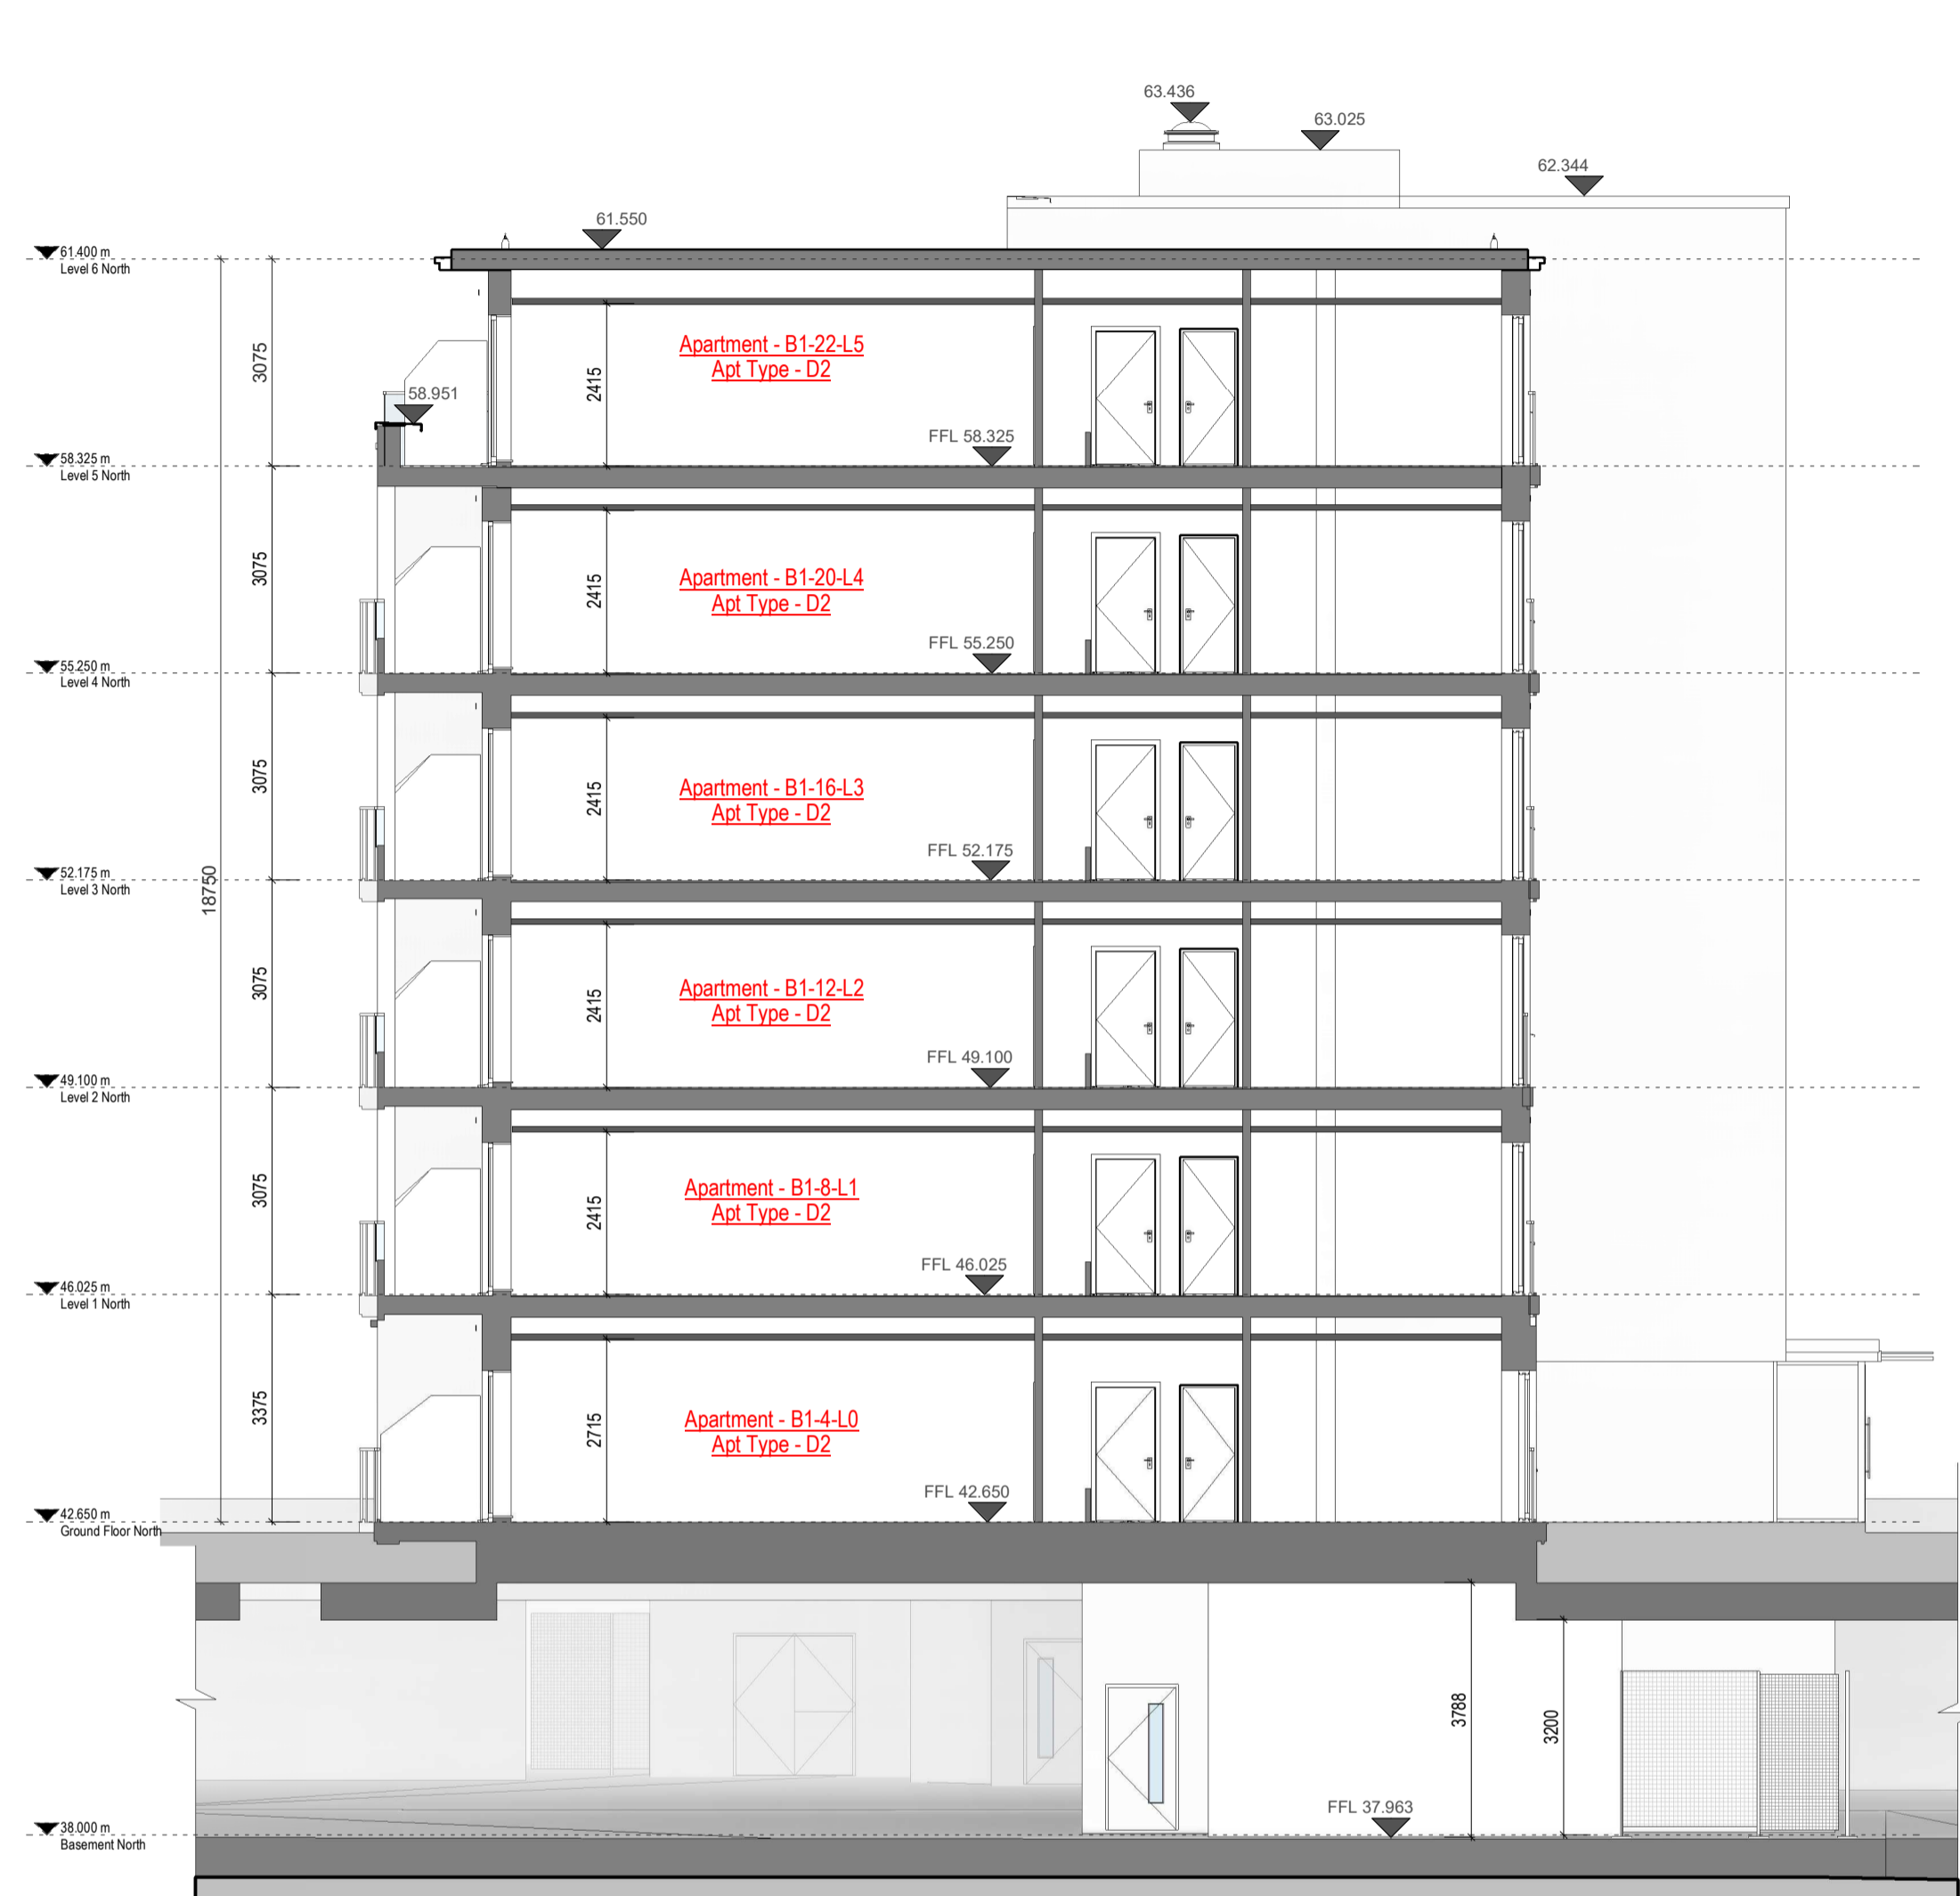 63.436
63.025
62.344
61.550
61.400 m
Level 6 North
3075
Apartment - B1-22-L5
Apt Type - D2
2415
58.951
FFL 58.325
58.325 m
Level 5 North
3075
Apartment - B1-20-L4
Apt Type - D2
2415
FFL 55.250
55.250 m
Level 4 North
3075
Apartment - B1-16-L3
Apt Type - D2
2415
FFL 52.175
52.175 m
Level 3 North
18750
3075
Apartment - B1-12-L2
Apt Type - D2
2415
FFL 49.100
49.100 m
Level 2 North
3075
Apartment - B1-8-L1
Apt Type - D2
2415
FFL 46.025
46.025 m
Level 1 North
3375
Apartment - B1-4-L0
Apt Type - D2
2715
FFL 42.650
42.650 m
Ground Floor North
3788
3200
FFL 37.963
38.000 m
Basement North